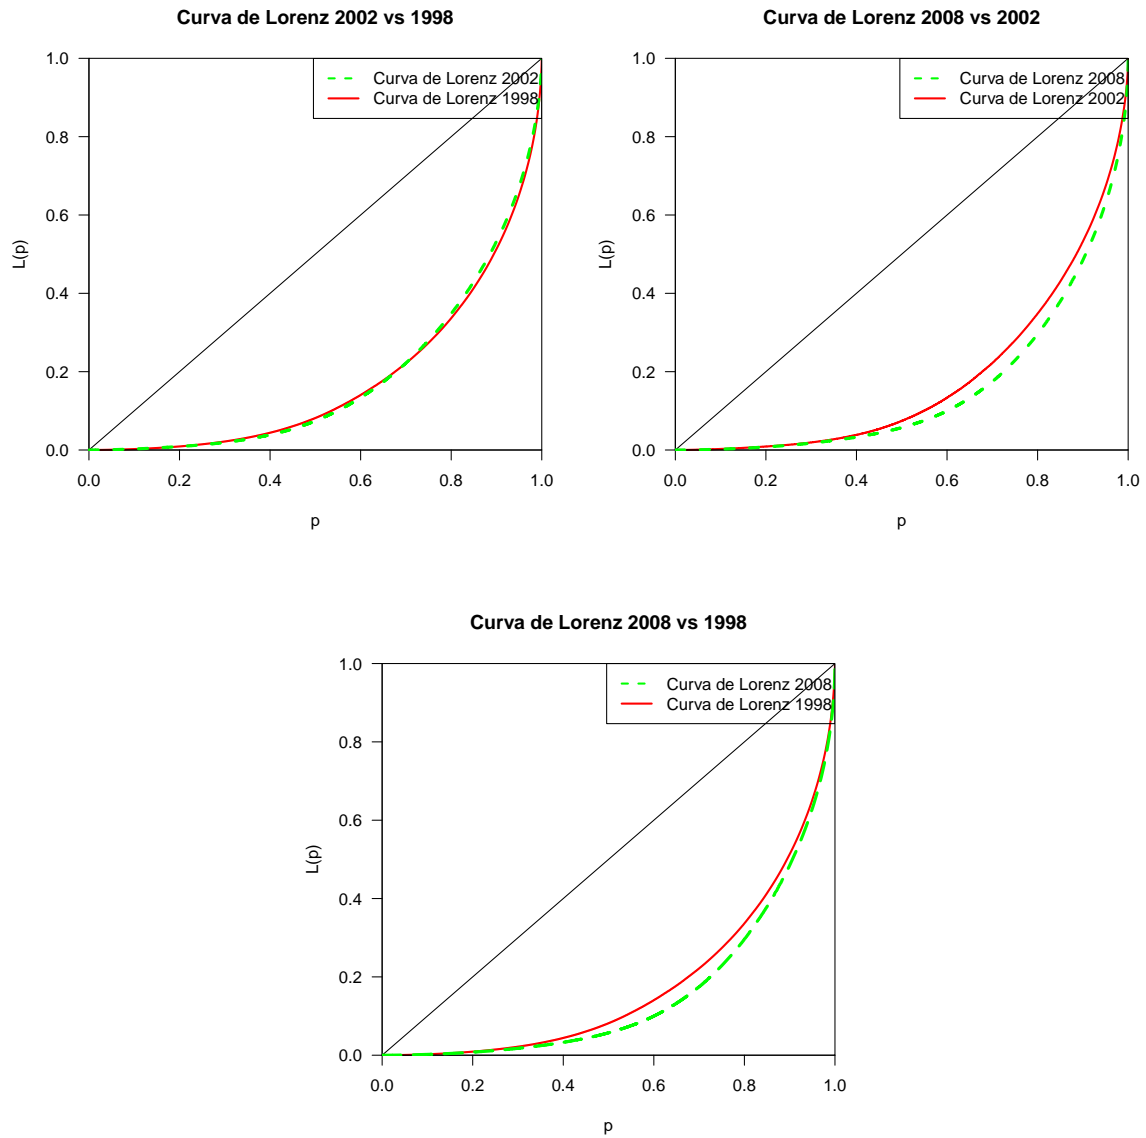 Curva de Lorenz 2002 vs 1998
1.0
0.8
0.6
0.4
0.2
0.0
L(p)
0.0 0.2 0.4 0.6 0.8 1.0
p
Curva de Lorenz 2002
Curva de Lorenz 1998
Curva de Lorenz 2008 vs 2002
1.0
0.8
0.6
0.4
0.2
0.0
L(p)
0.0 0.2 0.4 0.6 0.8 1.0
p
Curva de Lorenz 2008
Curva de Lorenz 2002
Curva de Lorenz 2008 vs 1998
1.0
0.8
0.6
0.4
0.2
0.0
L(p)
0.0 0.2 0.4 0.6 0.8 1.0
p
Curva de Lorenz 2008
Curva de Lorenz 1998